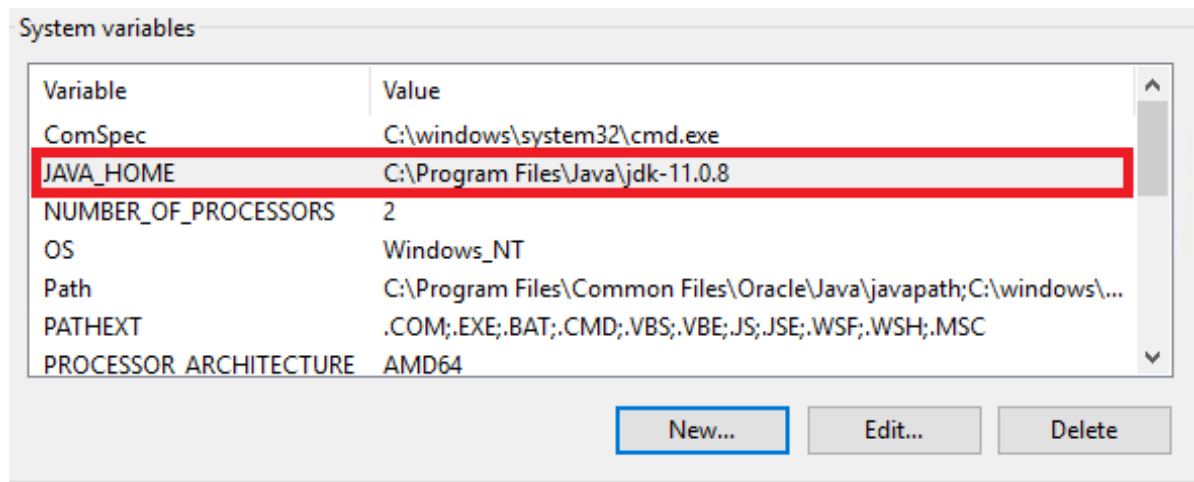 System variables
Variable Value
ComSpec C:\windows\system32\cmd.exe
JAVA_HOME C:\Program Files\Java\jdk-11.0.8
NUMBER_OF_PROCESSORS 2
OS Windows_NT
Path C:\Program Files\Common Files\Oracle\Java\javapath;C:\windows\...
PATHEXT .COM;.EXE;.BAT;.CMD;.VBS;.VBE;.JS;.JSE;.WSF;.WSH;.MSC
PROCESSOR_ARCHITECTURE AMD64
New... Edit... Delete